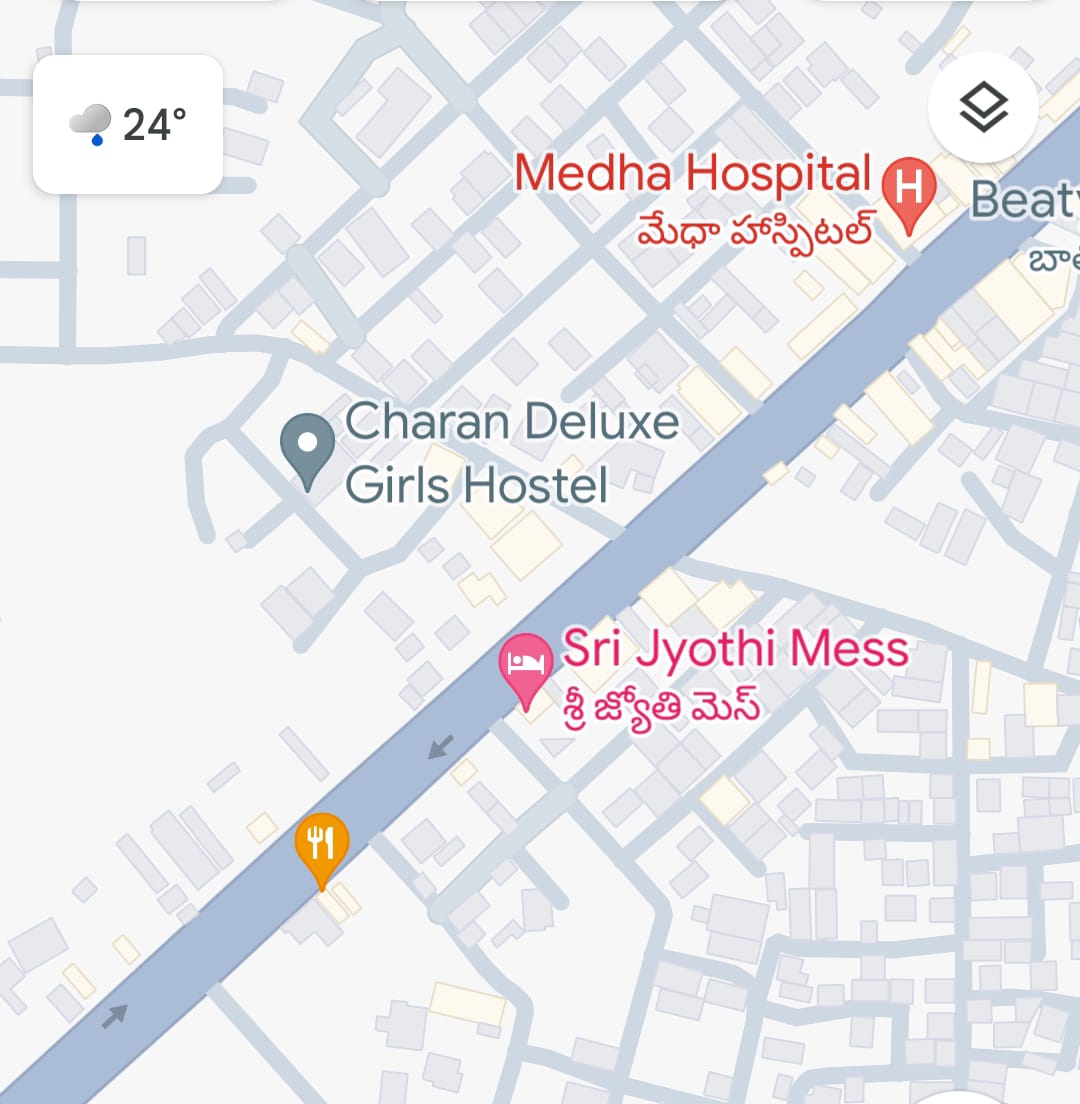 24°
Medha Hospital
మేధా హాస్పిటల్
H
Charan Deluxe
Girls Hostel
Sri Jyothi Mess
శ్రీ జ్యోతి మెస్